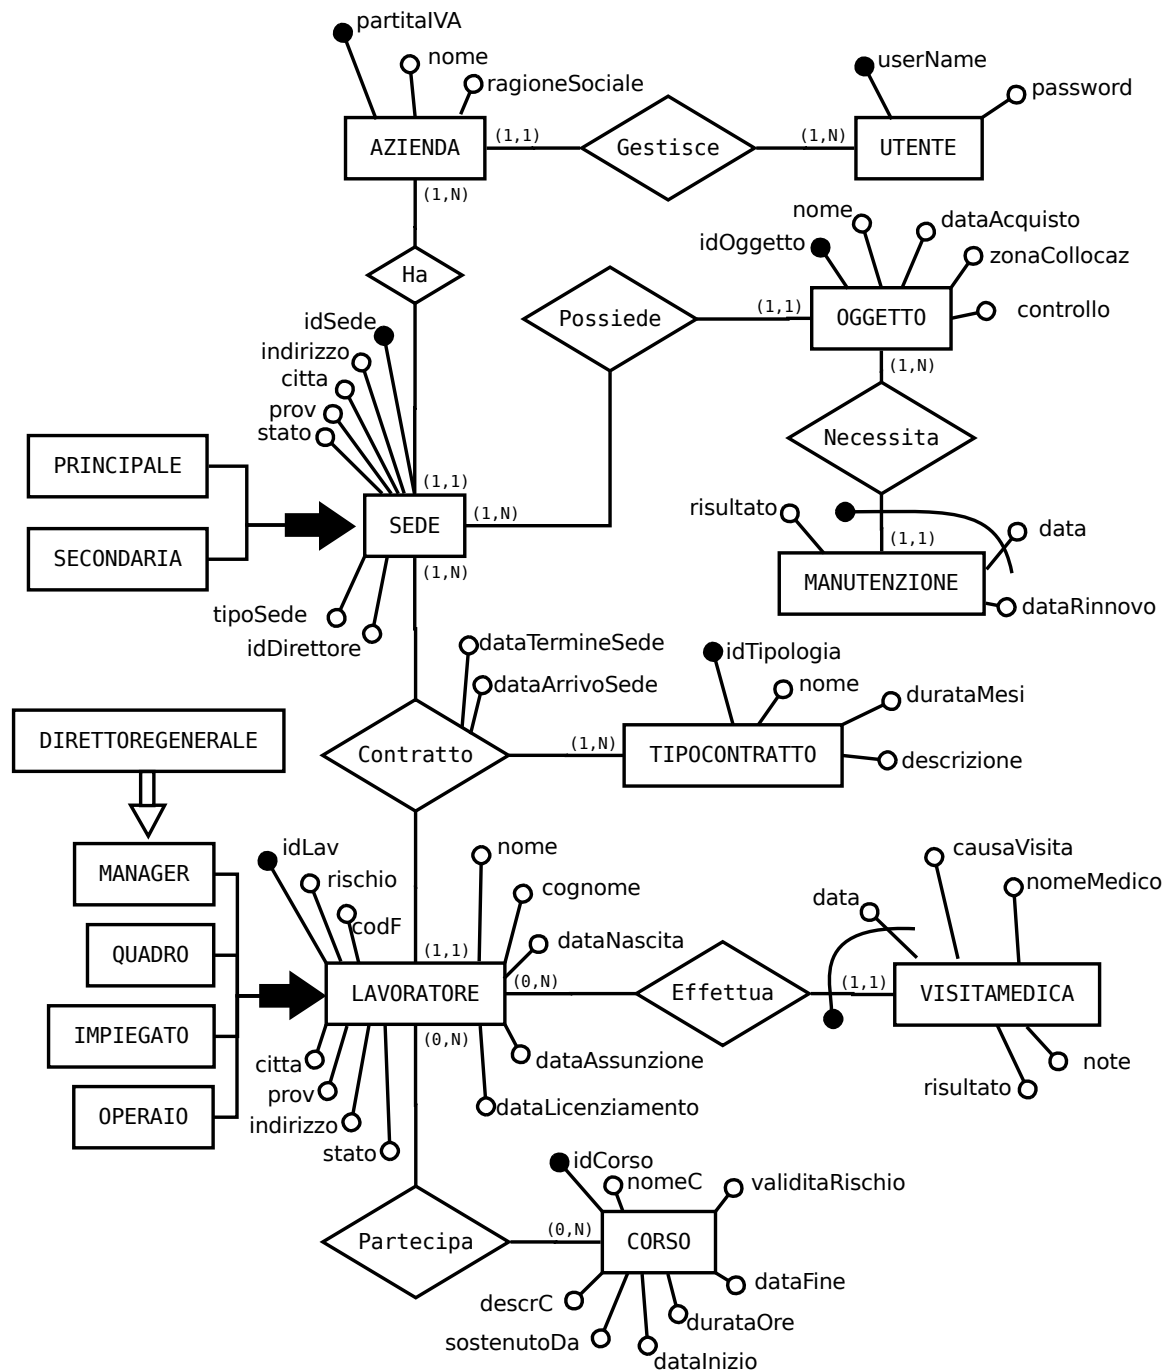 partitaIVA
nome
ragioneSociale
userName
password
AZIENDA
(1,1)
Gestisce
(1,N)
UTENTE
(1,N)
nome
dataAcquisto
idOggetto
zonaCollocaz
Ha
(1,1)
OGGETTO
controllo
Possiede
idSede
indirizzo
citta
prov
stato
(1,N)
Necessita
PRINCIPALE
(1,1)
SEDE
(1,N)
risultato
data
(1,1)
SECONDARIA
(1,N)
MANUTENZIONE
dataRinnovo
tipoSede
idDirettore
dataTermineSede
dataArrivoSede
idTipologia
nome
durataMesi
DIRETTOREGENERALE
Contratto
(1,N)
TIPOCONTRATTO
descrizione
idLav
nome
causaVisita
MANAGER
rischio
cognome
nomeMedico
codF
data
dataNascita
QUADRO
(1,1)
(0,N)
LAVORATORE
Effettua
(1,1)
VISITAMEDICA
IMPIEGATO
(0,N)
citta
dataAssunzione
note
prov
risultato
OPERAIO
indirizzo
dataLicenziamento
stato
idCorso
nomeC
validitaRischio
Partecipa
(0,N)
CORSO
dataFine
descrC
durataOre
sostenutoDa
dataInizio